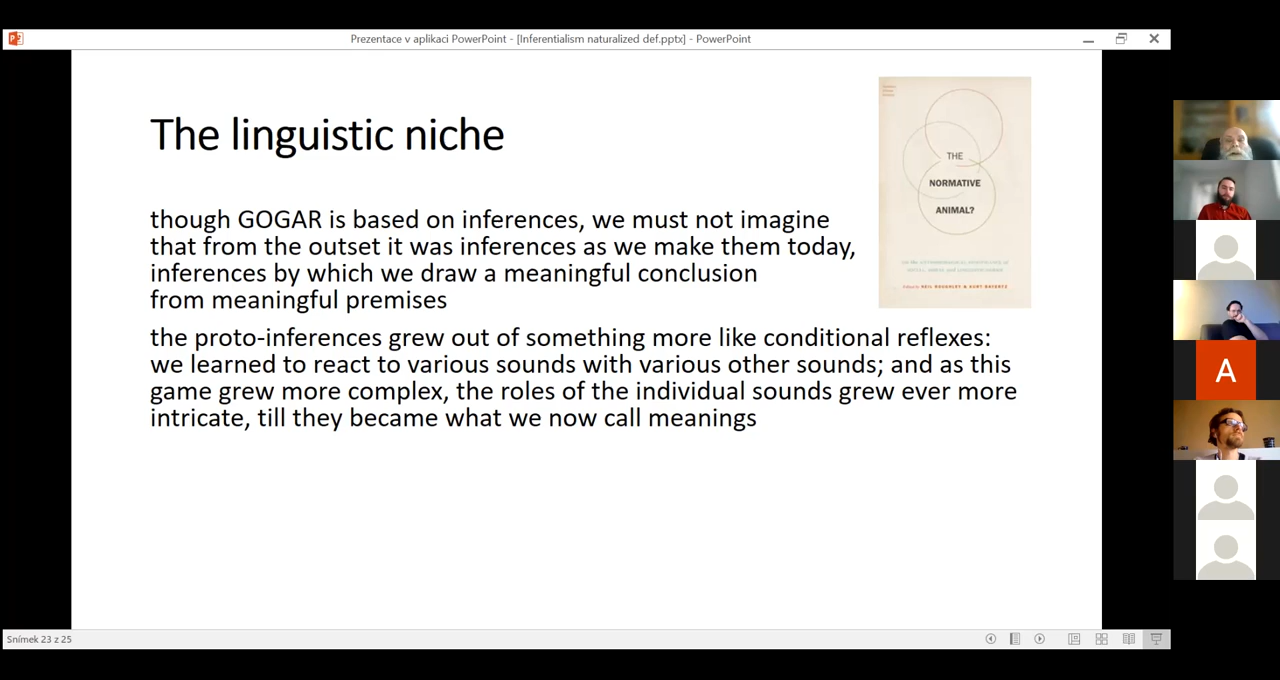 Prezentace v aplikaci PowerPoint - [Inferentialism naturalized def.pptx] - PowerPoint
The linguistic niche
THE
NORMATIVE
ANIMAL?
though GOGAR is based on inferences, we must not imagine
that from the outset it was inferences as we make them today,
inferences by which we draw a meaningful conclusion
from meaningful premises
the proto-inferences grew out of something more like conditional reflexes:
we learned to react to various sounds with various other sounds; and as this
game grew more complex, the roles of the individual sounds grew ever more
intricate, till they became what we now call meanings
A
Snímek 23 z 25